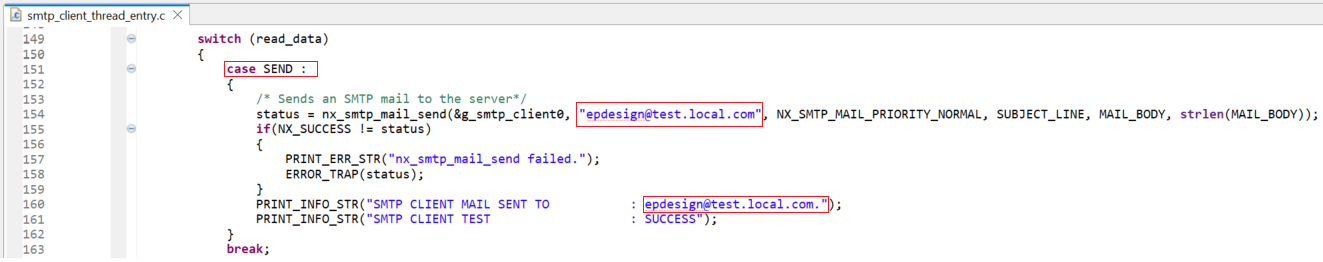 smtp_client_thread_entry.c
149 switch (read_data)
150 {
151 case SEND :
152 {
153 /* Sends an SMTP mail to the server*/
154 status = nx_smtp_mail_send(&g_smtp_client0, "epdesign@test.local.com", NX_SMTP_MAIL_PRIORITY_NORMAL, SUBJECT_LINE, MAIL_BODY, strlen(MAIL_BODY));
155 if(NX_SUCCESS != status)
156 {
157 PRINT_ERR_STR("nx_smtp_mail_send failed.");
158 ERROR_TRAP(status);
159 }
160 PRINT_INFO_STR("SMTP CLIENT MAIL SENT TO : epdesign@test.local.com.");
161 PRINT_INFO_STR("SMTP CLIENT TEST : SUCCESS");
162 }
163 break;